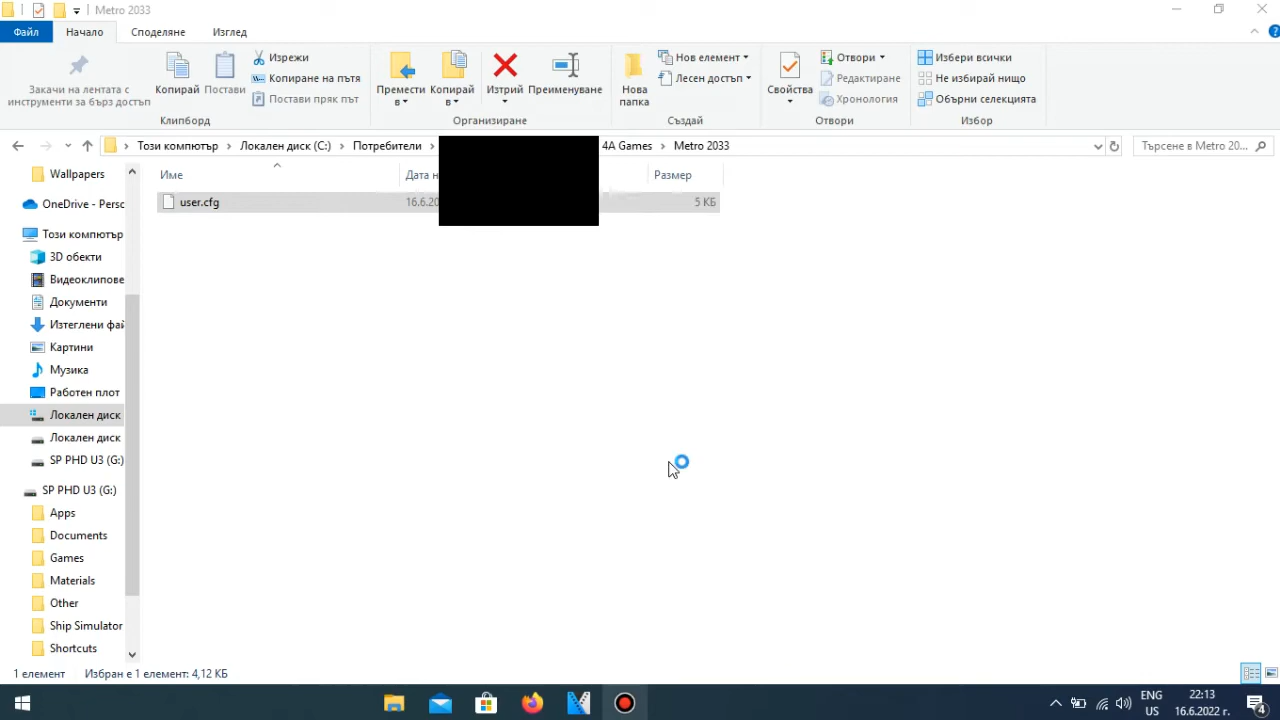 Metro 2033
Файл Начало Споделяне Изглед
Закачи на лентата с инструменти за бърз достъп
Копирай
Постави
Изрежи
Копиране на пътя
Постави пряк път
Клипборд
Премести в
Копирай в
Изтрий
Преименуване
Организиране
Нова папка
Нов елемент
Лесен достъп
Създай
Свойства
Отвори
Редактиране
Хронология
Отвори
Избери всички
Не избирай нищо
Обърни селекцията
Избор
Този компютър Локален диск (C:) Потребители 4A Games Metro 2033
Търсене в Metro 20...
Име Дата н Размер
user.cfg 16.6.20 5 КБ
Wallpapers
OneDrive - Perso
Този компютър
3D обекти
Видеоклипове
Документи
Изтеглени фай
Картини
Музика
Работен плот
Локален диск
Локален диск
SP PHD U3 (G:)
SP PHD U3 (G:)
Apps
Documents
Games
Materials
Other
Ship Simulator
Shortcuts
1 елемент Избран е 1 елемент: 4,12 КБ
ENG 22:13
US 16.6.2022 г.
4